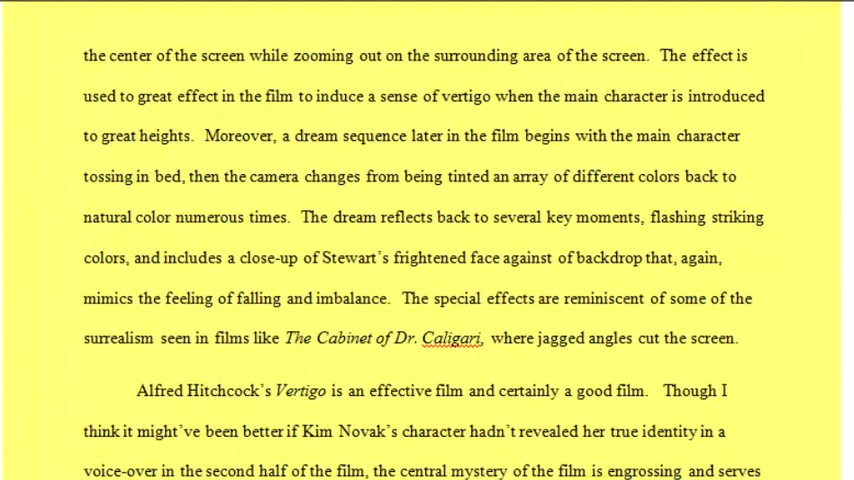 the center of the screen while zooming out on the surrounding area of the screen.  The effect is
used to great effect in the film to induce a sense of vertigo when the main character is introduced
to great heights.  Moreover, a dream sequence later in the film begins with the main character
tossing in bed, then the camera changes from being tinted an array of different colors back to
natural color numerous times.  The dream reflects back to several key moments, flashing striking
colors, and includes a close-up of Stewart’s frightened face against of backdrop that, again,
mimics the feeling of falling and imbalance.  The special effects are reminiscent of some of the
surrealism seen in films like The Cabinet of Dr. Caligari, where jagged angles cut the screen.
Alfred Hitchcock’s Vertigo is an effective film and certainly a good film.   Though I
think it might’ve been better if Kim Novak’s character hadn’t revealed her true identity in a
voice-over in the second half of the film, the central mystery of the film is engrossing and serves